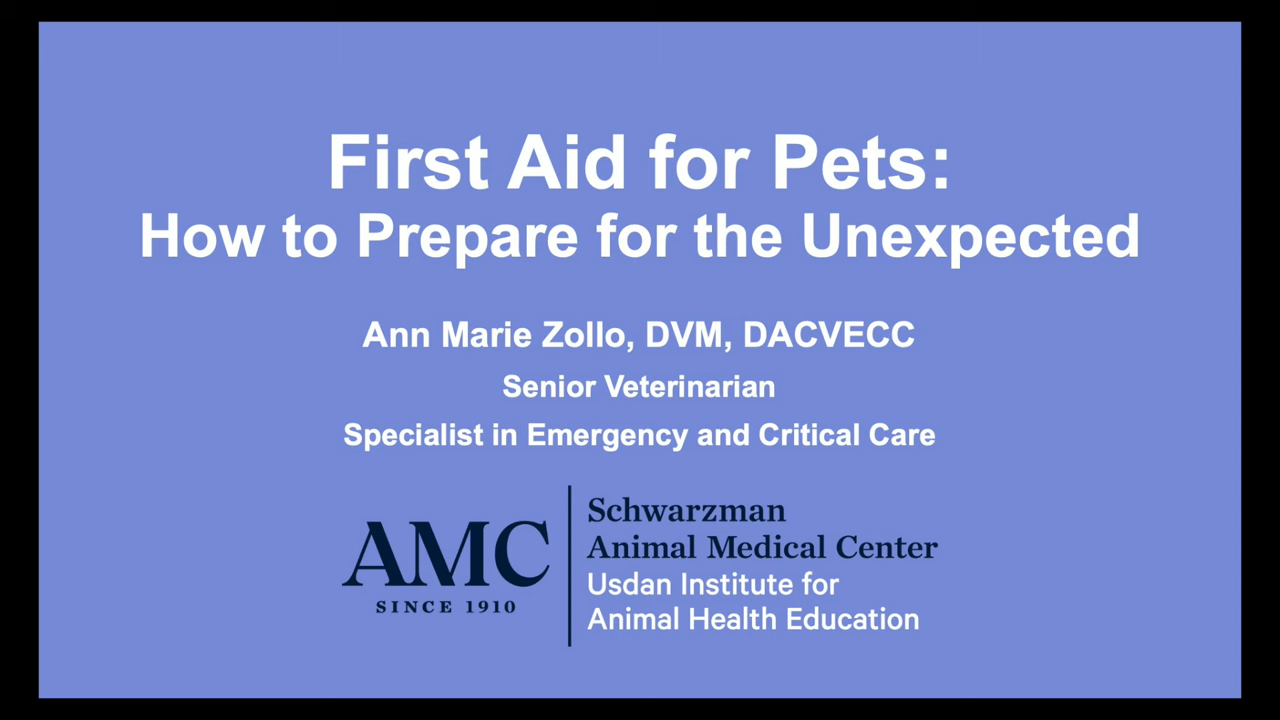 First Aid for Pets:
How to Prepare for the Unexpected
Ann Marie Zollo, DVM, DACVECC
Senior Veterinarian
Specialist in Emergency and Critical Care
AMC
SINCE 1910
Schwarzman
Animal Medical Center
Usdan Institute for
Animal Health Education